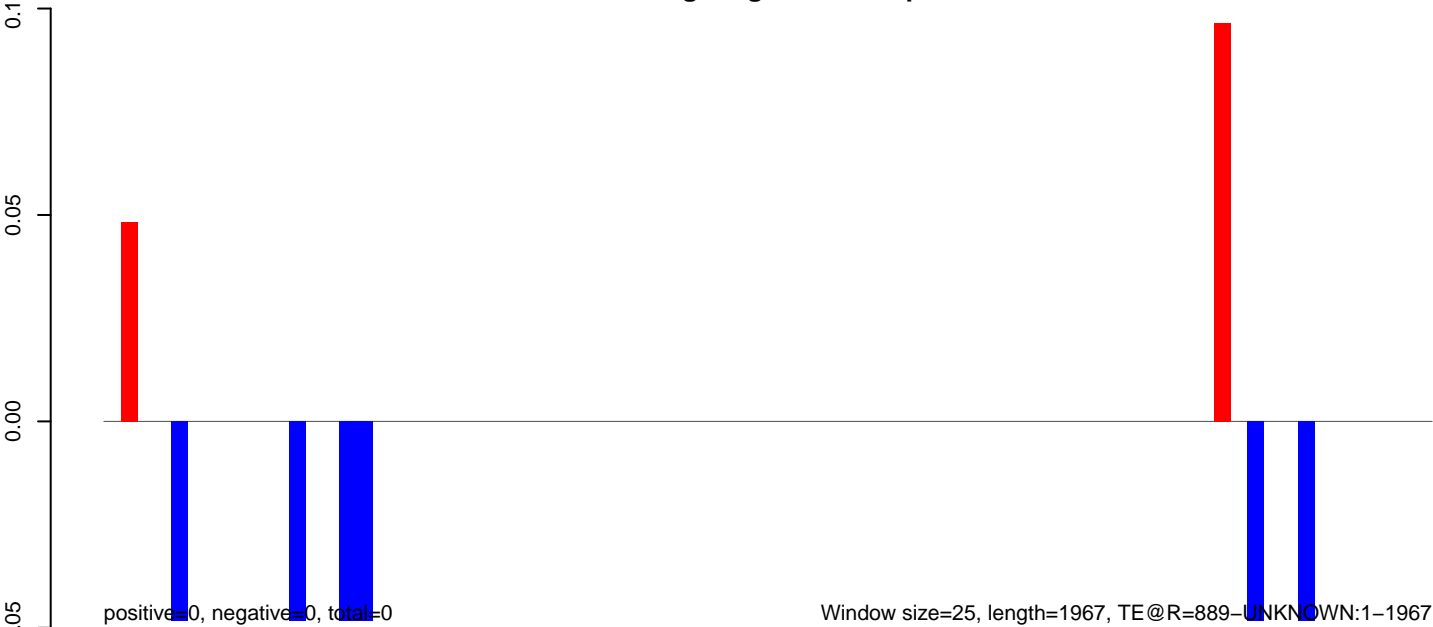 0.1
0.05
0.00
positive=0, negative=0, total=0
Window size=25, length=1967, TE@R=889−UNKNOWN:1−1967